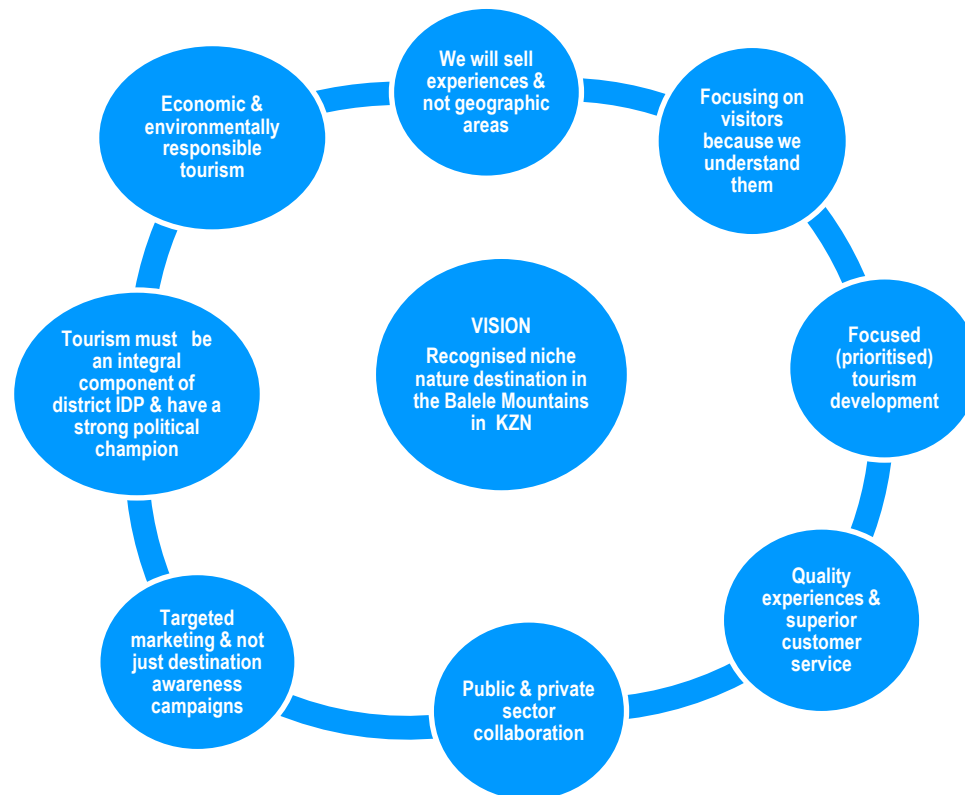 We will sell
experiences &
not geographic
areas
Focusing on
visitors
because we
understand
them
Focused
(prioritised)
tourism
development
Quality
experiences &
superior
customer
service
Public & private
sector
collaboration
Targeted
marketing & not
just destination
awareness
campaigns
Tourism must be
an integral
component of
district IDP & have a
strong political
champion
Economic &
environmentally
responsible
tourism
VISION
Recognised niche
nature destination in
the Balele Mountains
in KZN